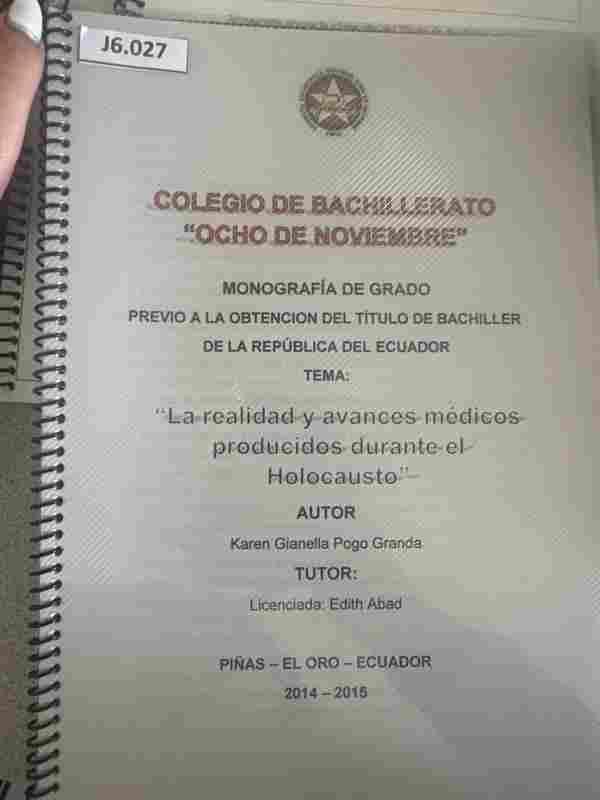 J6.027
COLEGIO DE BACHILLERATO
“OCHO DE NOVIEMBRE”
MONOGRAFÍA DE GRADO
PREVIO A LA OBTENCION DEL TÍTULO DE BACHILLER
DE LA REPÚBLICA DEL ECUADOR
TEMA:
“La realidad y avances médicos
producidos durante el
Holocausto”
AUTOR
Karen Gianella Pogo Granda
TUTOR:
Licenciada: Edith Abad
PIÑAS – EL ORO – ECUADOR
2014 – 2015